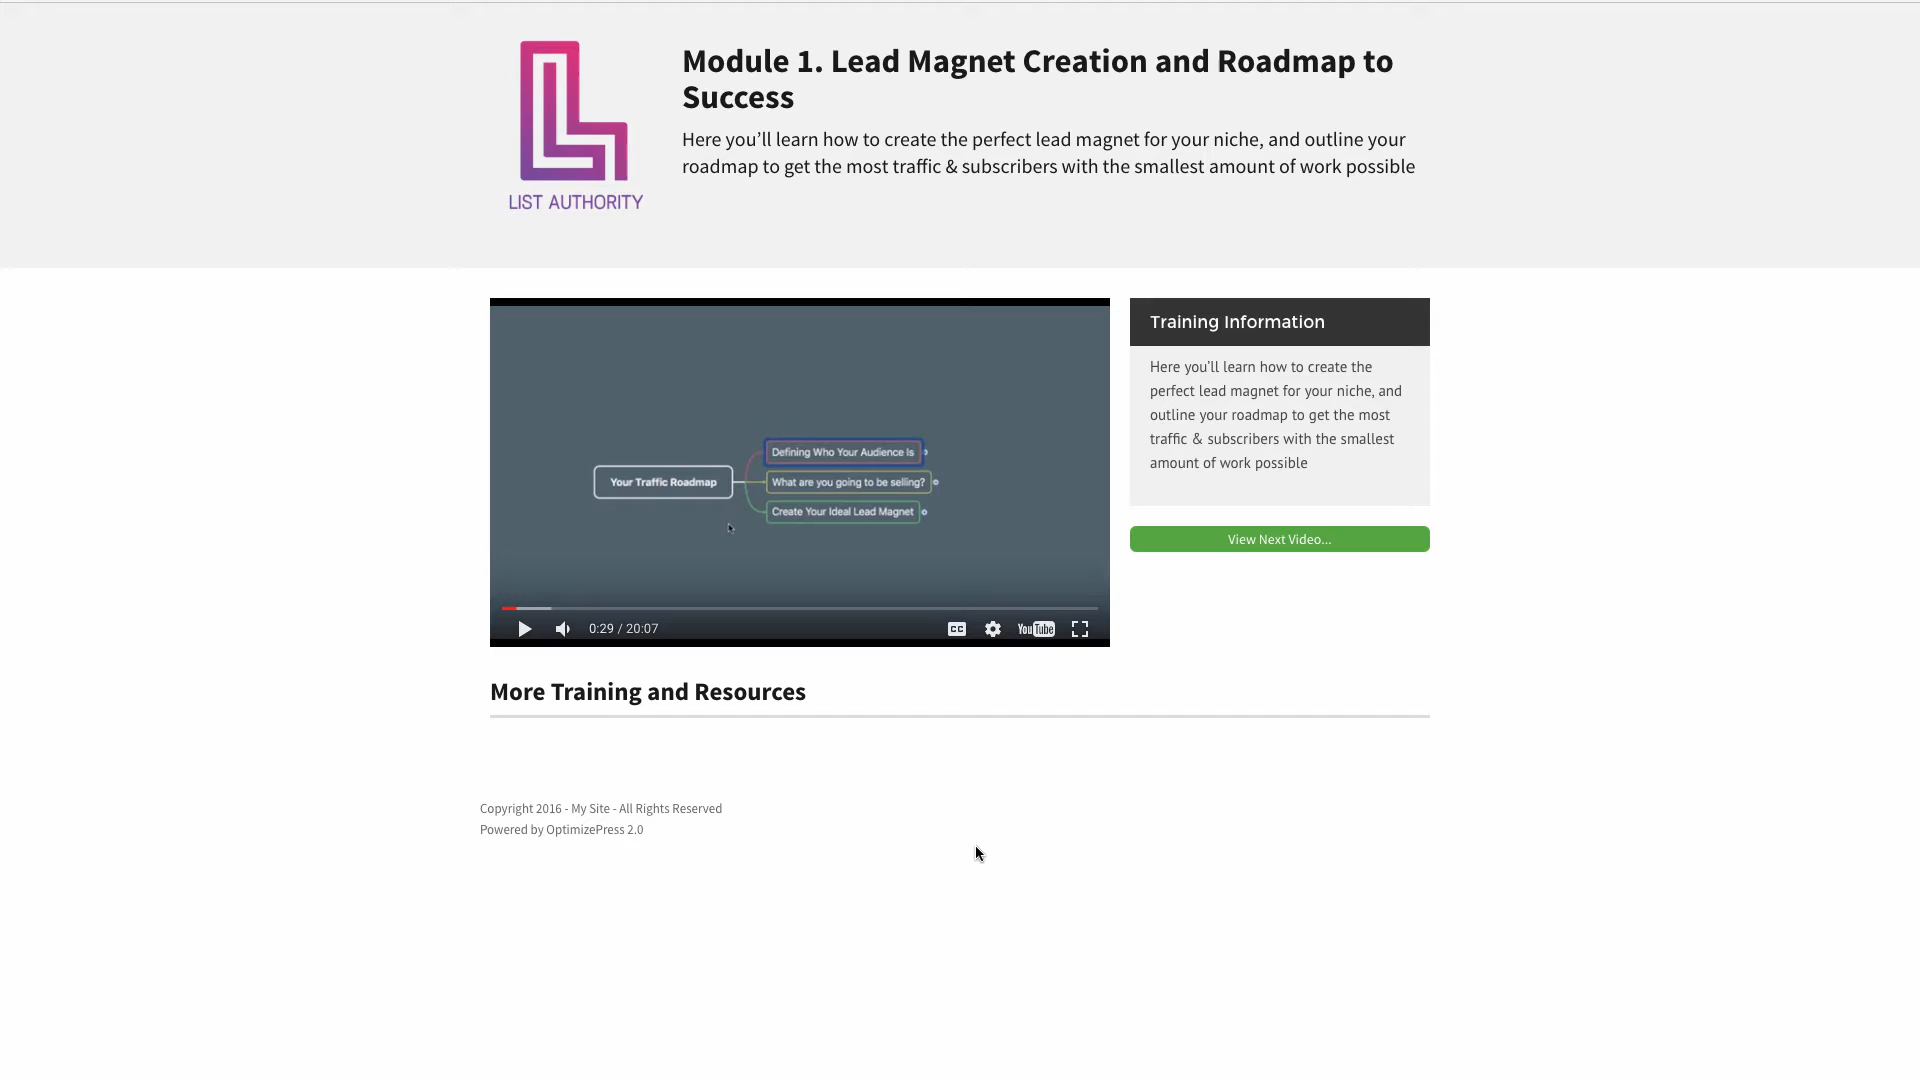 LIST AUTHORITY
Module 1. Lead Magnet Creation and Roadmap to
Success
Here you’ll learn how to create the perfect lead magnet for your niche, and outline your
roadmap to get the most traffic & subscribers with the smallest amount of work possible
Your Traffic Roadmap
Defining Who Your Audience Is
What are you going to be selling?
Create Your Ideal Lead Magnet
0:29 / 20:07
CC
YouTube
Training Information
Here you’ll learn how to create the
perfect lead magnet for your niche, and
outline your roadmap to get the most
traffic & subscribers with the smallest
amount of work possible
View Next Video...
More Training and Resources
Copyright 2016 - My Site - All Rights Reserved
Powered by OptimizePress 2.0